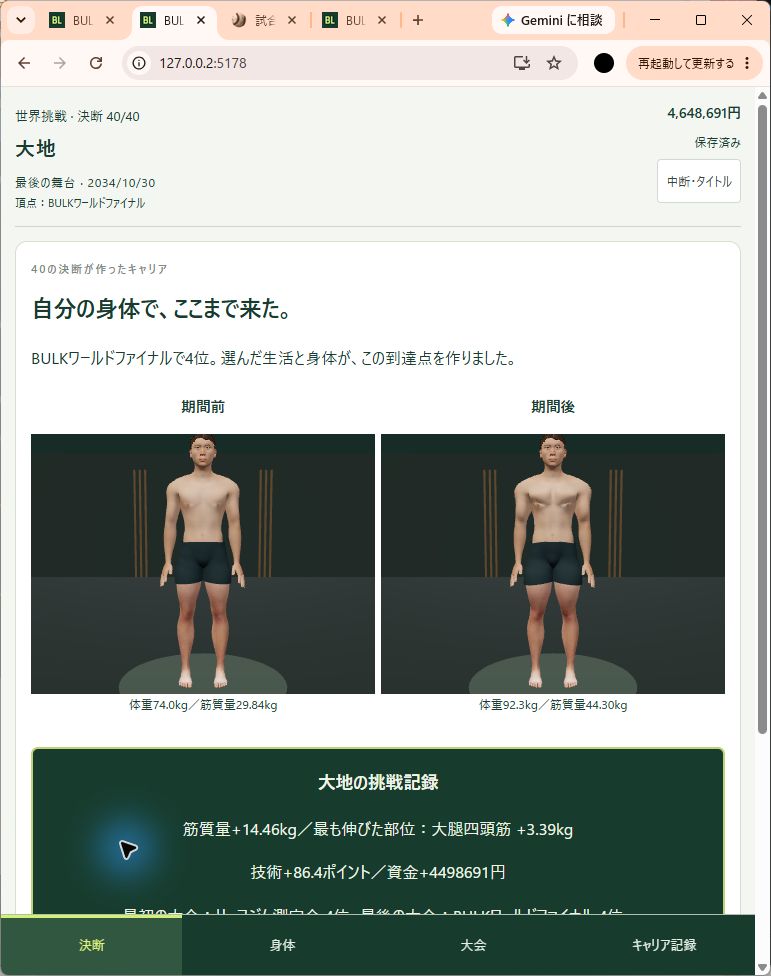 BL BUL
BL BUL
試合
BL BUL
Gemini に相談
127.0.0.2:5178
再起動して更新する
世界挑戦・決断 40/40
4,648,691円
大地
保存済み
最後の舞台・2034/10/30
中断・タイトル
頂点：BULKワールドファイナル
40の決断が作ったキャリア
自分の身体で、ここまで来た。
BULKワールドファイナルで4位。選んだ生活と身体が、この到達点を作りました。
期間前
期間後
体重74.0kg／筋質量29.84kg
体重92.3kg／筋質量44.30kg
大地の挑戦記録
筋質量+14.46kg／最も伸びた部位：大腿四頭筋 +3.39kg
技術+86.4ポイント／資金+4498691円
決断
身体
大会
キャリア記録